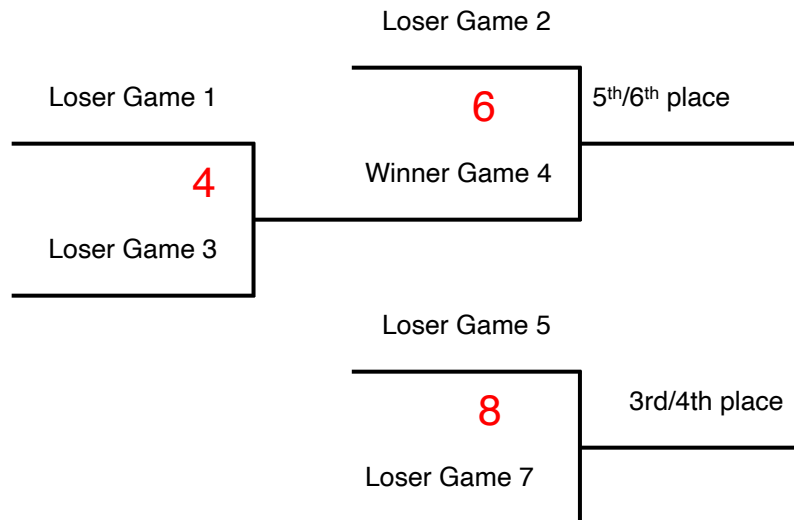 Loser Game 2
Loser Game 1
6
5th/6th place
4
Winner Game 4
Loser Game 3
Loser Game 5
8
3rd/4th place
Loser Game 7